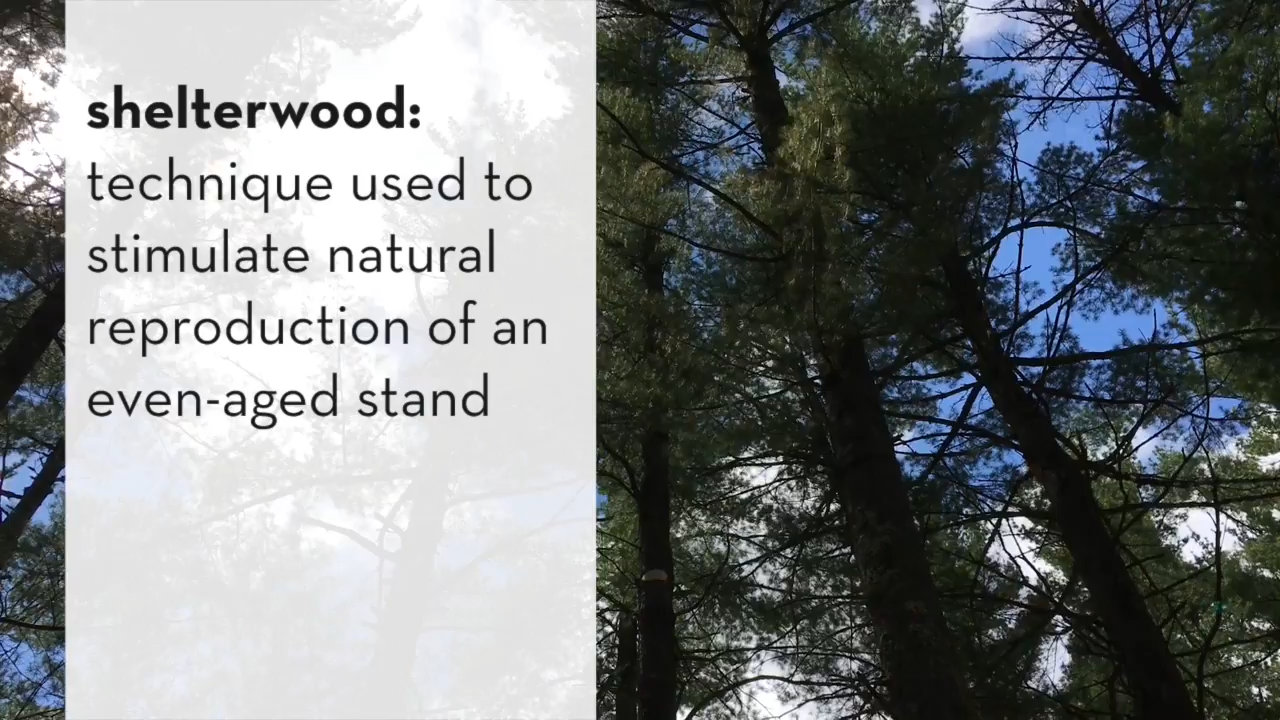 shelterwood:
technique used to
stimulate natural
reproduction of an
even-aged stand